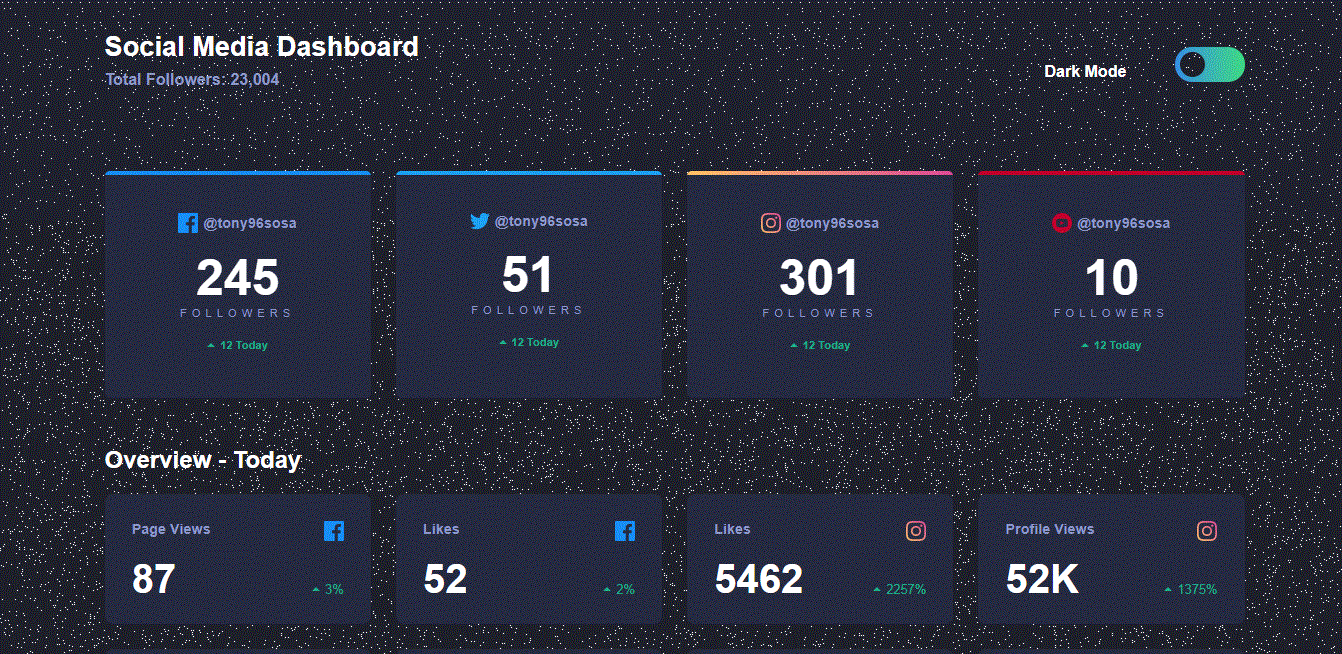 Social Media Dashboard
Total Followers: 23,004
Dark Mode
@tony96sosa
245
FOLLOWERS
12 Today
@tony96sosa
51
FOLLOWERS
12 Today
@tony96sosa
301
FOLLOWERS
12 Today
@tony96sosa
10
FOLLOWERS
12 Today
Overview - Today
Page Views
87
3%
Likes
52
2%
Likes
5462
2257%
Profile Views
52K
1375%